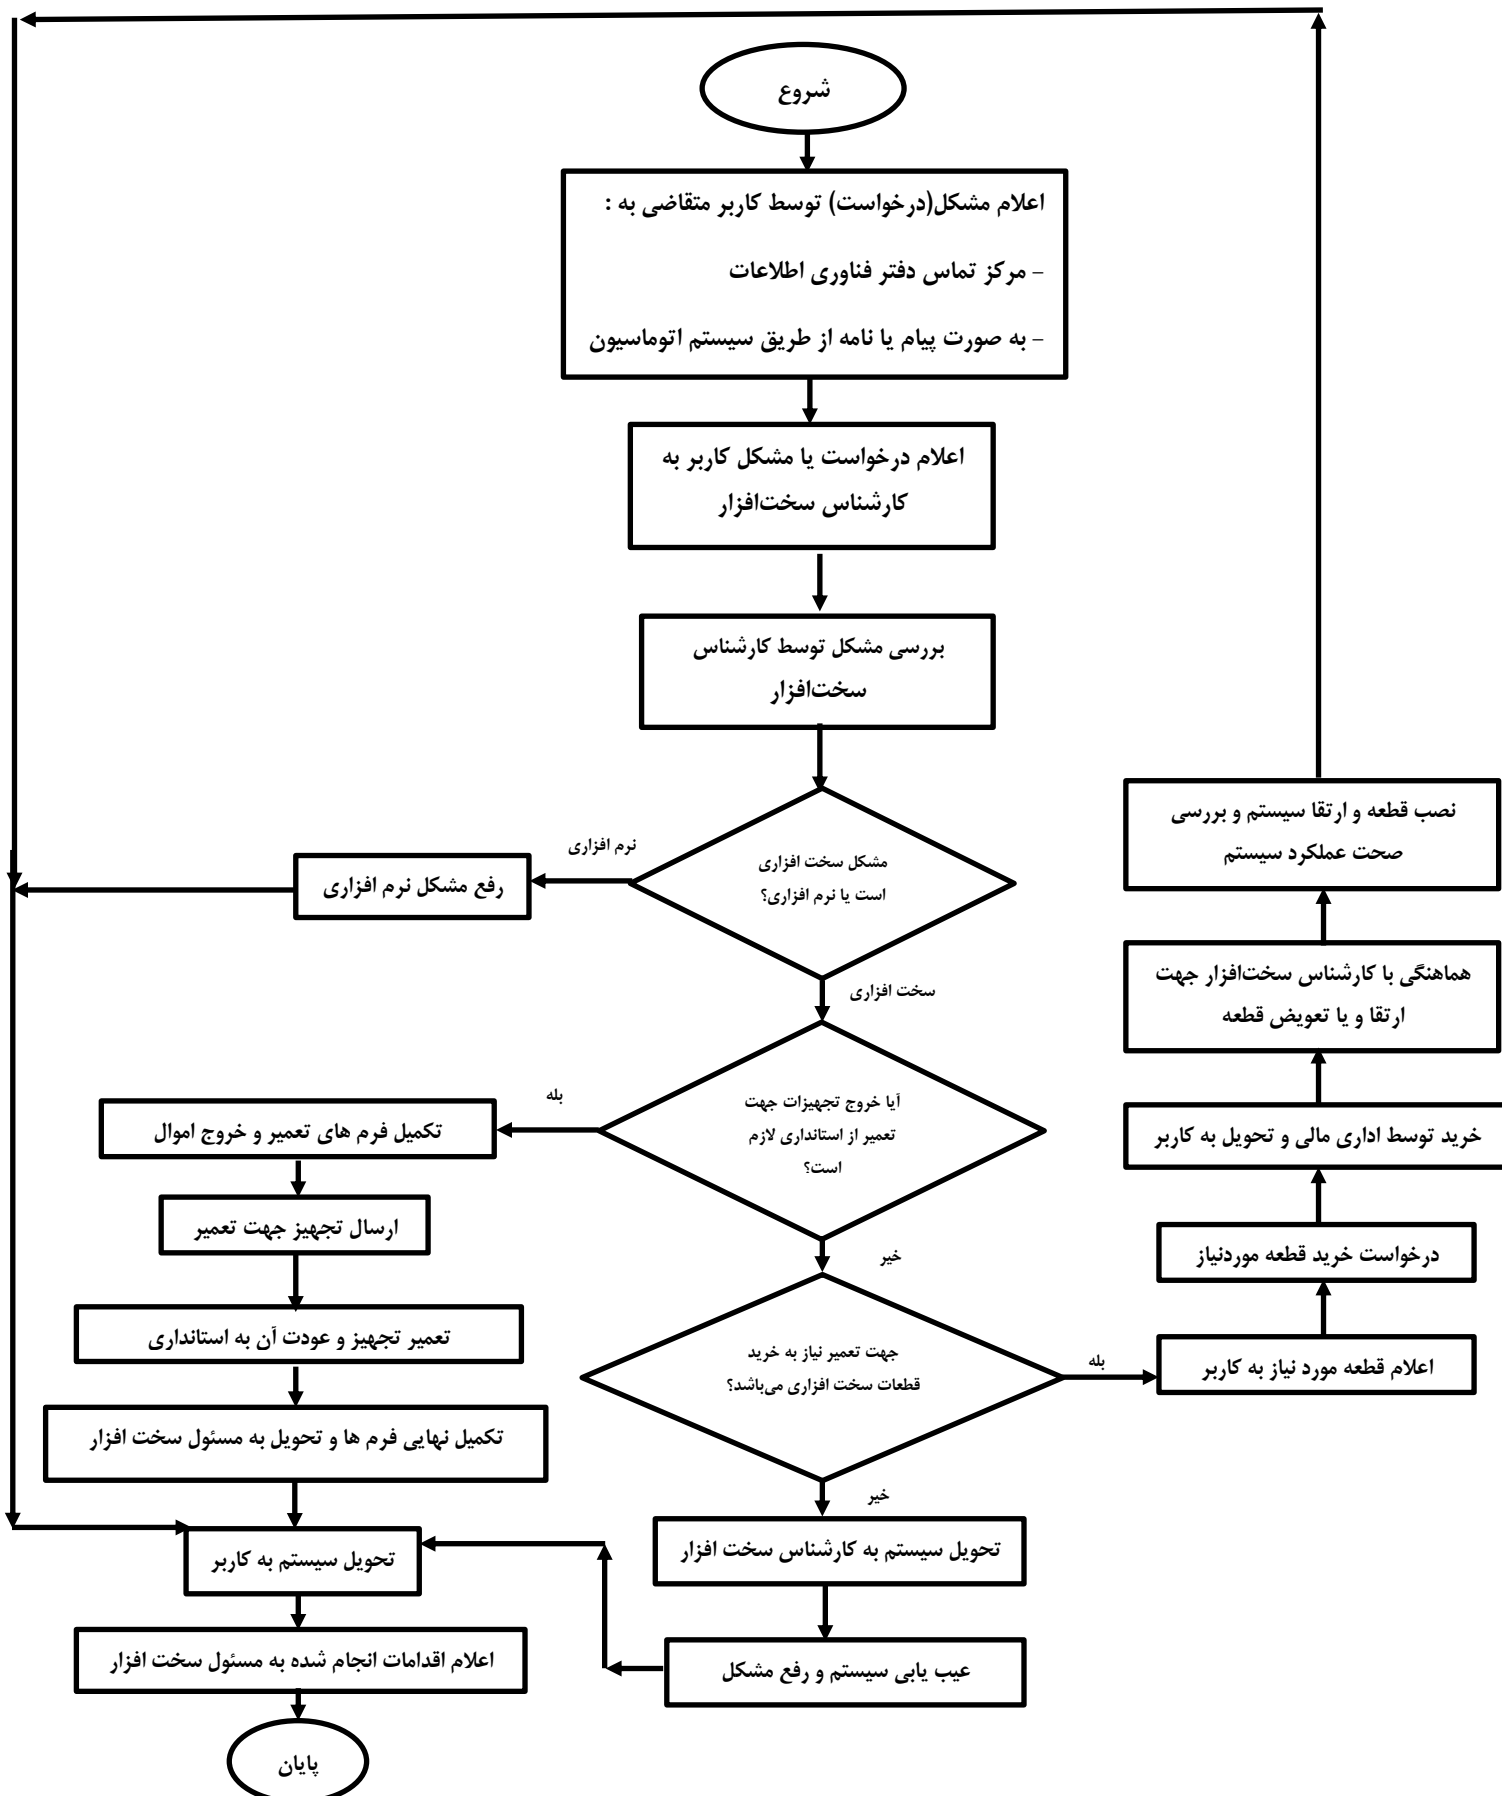 شروع
اعلام مشکل(درخواست) توسط کاربر متقاضی به :
- مرکز تماس دفتر فناوری اطلاعات
- به صورت پیام یا نامه از طریق سیستم اتوماسیون
اعلام درخواست یا مشکل کاربر به
کارشناس سخت‌افزار
بررسی مشکل توسط کارشناس
سخت‌افزار
مشکل سخت افزاری
است یا نرم افزاری؟
نرم افزاری
رفع مشکل نرم افزاری
سخت افزاری
آیا خروج تجهیزات جهت
تعمیر از استانداری لازم
است؟
بله
تکمیل فرم های تعمیر و خروج اموال
ارسال تجهیز جهت تعمیر
تعمیر تجهیز و عودت آن به استانداری
تکمیل نهایی فرم ها و تحویل به مسئول سخت افزار
خیر
جهت تعمیر نیاز به خرید
قطعات سخت افزاری می‌باشد؟
بله
اعلام قطعه مورد نیاز به کاربر
درخواست خرید قطعه موردنیاز
خرید توسط اداری مالی و تحویل به کاربر
هماهنگی با کارشناس سخت‌افزار جهت
ارتقا و یا تعویض قطعه
نصب قطعه و ارتقا سیستم و بررسی
صحت عملکرد سیستم
خیر
تحویل سیستم به کارشناس سخت افزار
عیب یابی سیستم و رفع مشکل
تحویل سیستم به کاربر
اعلام اقدامات انجام شده به مسئول سخت افزار
پایان